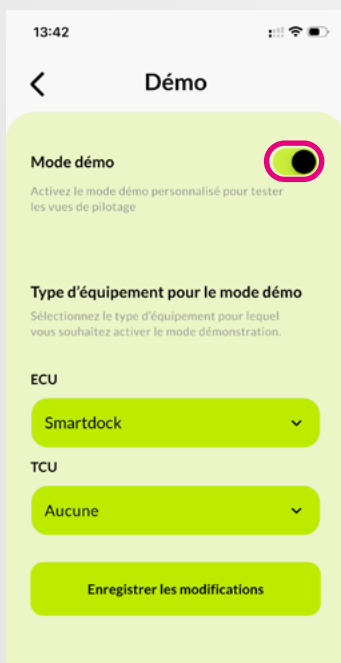 13:42
Démo
Mode démo
Activez le mode démo personnalisé pour tester
les vues de pilotage
Type d'équipement pour le mode démo
Sélectionnez le type d'équipement pour lequel
vous souhaitez activer le mode démonstration.
ECU
Smartdock
TCU
Aucune
Enregistrer les modifications